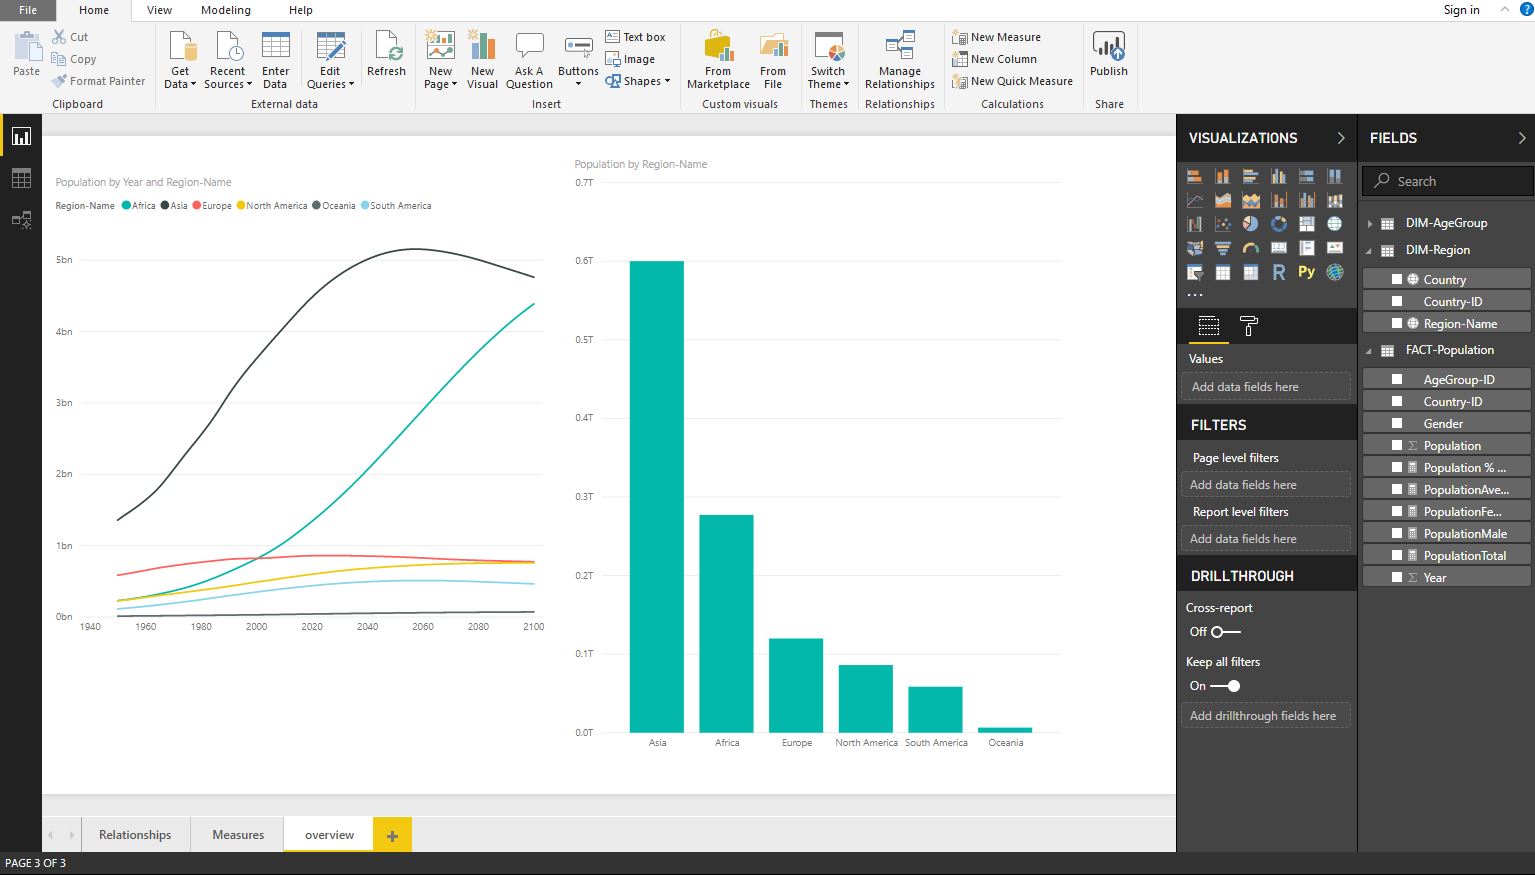 File Home View Modeling Help Sign in ?
Paste
Cut
Copy
Format Painter
Clipboard
Get Data
Recent Sources
Enter Data
Edit Queries
Refresh
External data
New Page
New Visual
Ask A Question
Buttons
Text box
Image
Shapes
Insert
From Marketplace
From File
Custom visuals
Switch Theme
Themes
Manage Relationships
Relationships
New Measure
New Column
New Quick Measure
Calculations
Publish
Share
Population by Year and Region-Name
Region-Name Africa Asia Europe North America Oceania South America
5bn
4bn
3bn
2bn
1bn
0bn
1940 1960 1980 2000 2020 2040 2060 2080 2100
Population by Region-Name
0.7T
0.6T
0.5T
0.4T
0.3T
0.2T
0.1T
0.0T
Asia Africa Europe North America South America Oceania
VISUALIZATIONS
R Py
...
Values
Add data fields here
FILTERS
Page level filters
Add data fields here
Report level filters
Add data fields here
DRILLTHROUGH
Cross-report
Off
Keep all filters
On
Add drillthrough fields here
FIELDS
Search
DIM-AgeGroup
DIM-Region
Country
Country-ID
Region-Name
FACT-Population
AgeGroup-ID
Country-ID
Gender
Σ Population
Population % ...
PopulationAve...
PopulationFe...
PopulationMale
PopulationTotal
Σ Year
Relationships Measures overview +
PAGE 3 OF 3